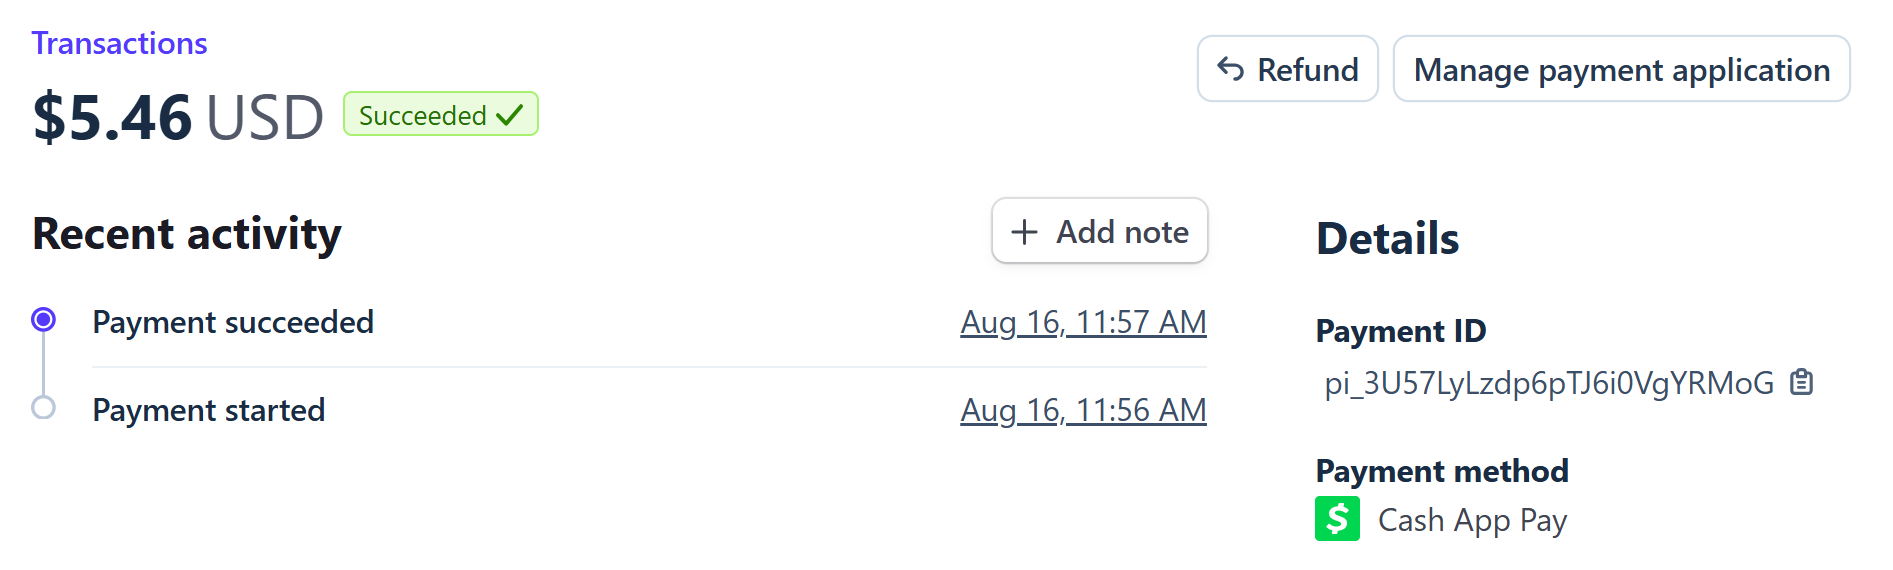 Transactions
$5.46 USD Succeeded
Refund
Manage payment application
Recent activity
Add note
Payment succeeded Aug 16, 11:57 AM
Payment started Aug 16, 11:56 AM
Details
Payment ID
pi_3U57LyLzdp6pTJ6i0VgYRMoG
Payment method
Cash App Pay